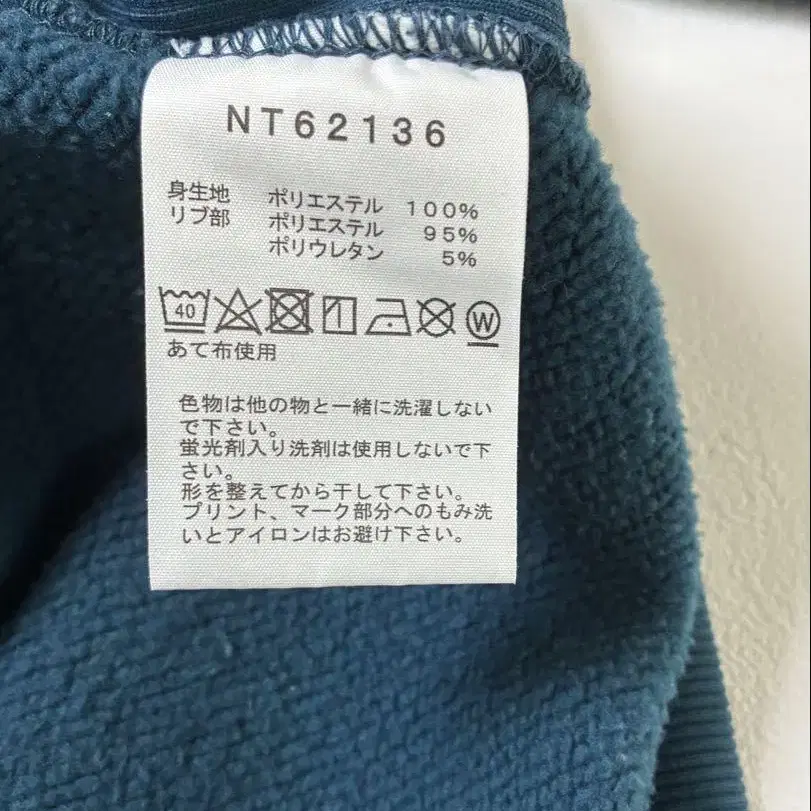 NT62136
身生地 ポリエステル 100%
リブ部 ポリエステル 95%
ポリウレタン 5%
40 W
あて布使用
色物は他の物と一緒に洗濯しない
で下さい。
蛍光剤入り洗剤は使用しないで下
さい。
形を整えてから干して下さい。
プリント、マーク部分へのもみ洗
いとアイロンはお避け下さい。